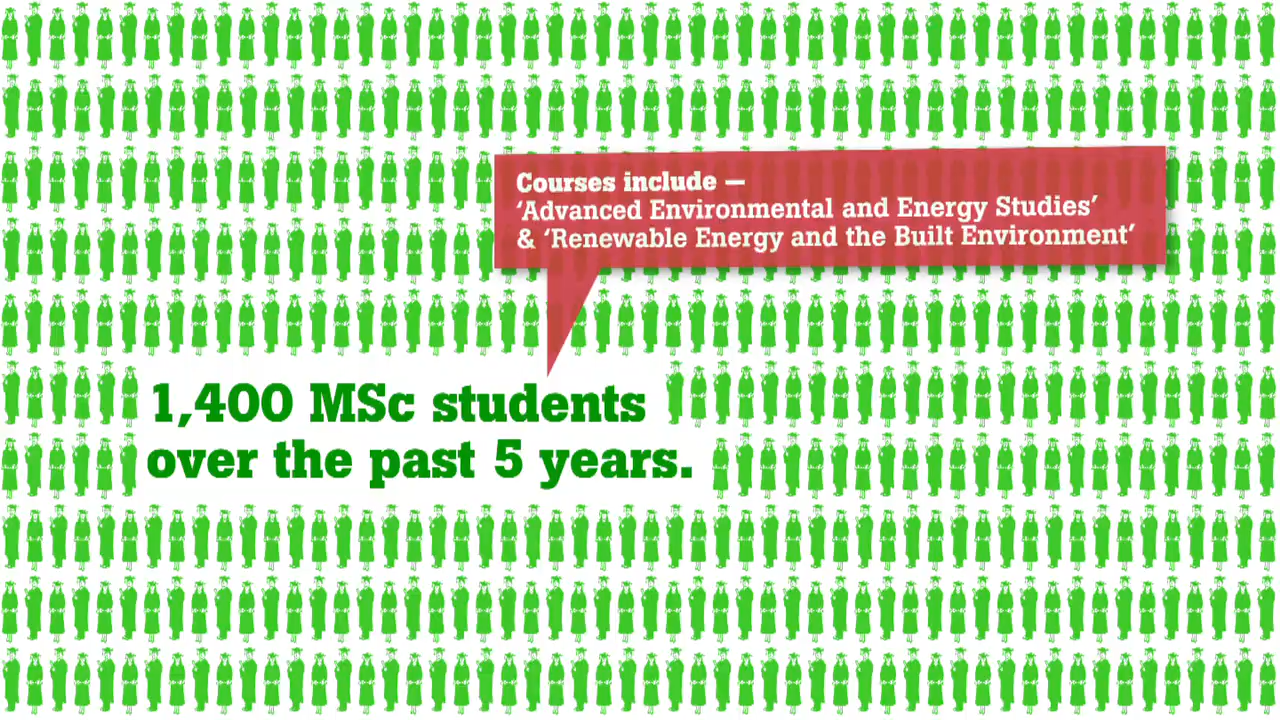 Courses include —
‘Advanced Environmental and Energy Studies’
& ‘Renewable Energy and the Built Environment’
1,400 MSc students
over the past 5 years.